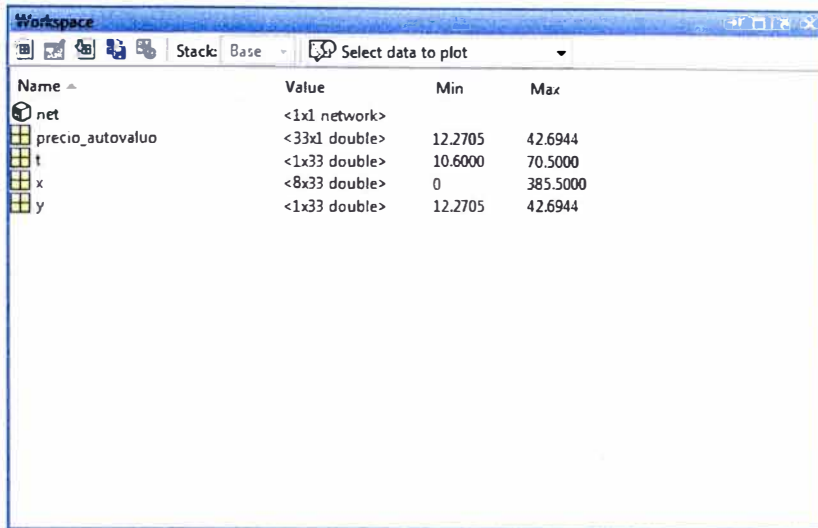 Workspace
Stack: Base Select data to plot
Name Value Min Max
net <1x1 network>
precio_autovaluo <33x1 double> 12.2705 42.6944
t <1x33 double> 10.6000 70.5000
x <8x33 double> 0 385.5000
y <1x33 double> 12.2705 42.6944